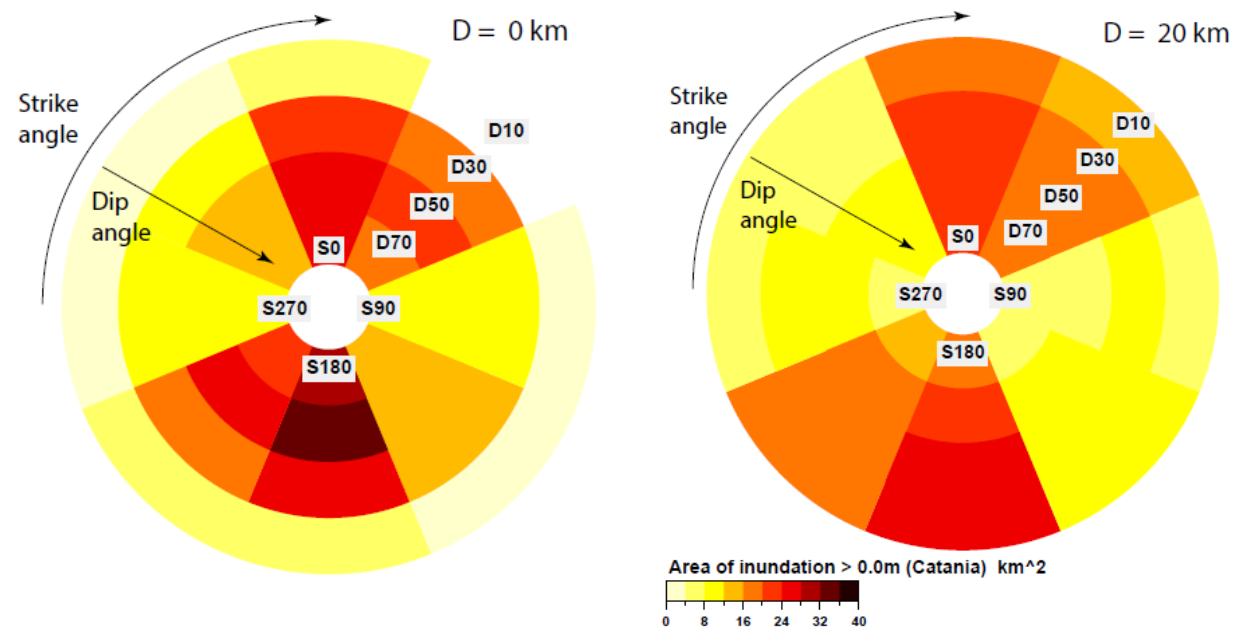 D = 0 km
Strike
angle
D10
D30
Dip
angle
D50
D70
S0
S270
S90
S180
D = 20 km
Strike
angle
D10
D30
Dip
angle
D50
D70
S0
S270
S90
S180
Area of inundation > 0.0m (Catania) km^2
0 8 16 24 32 40